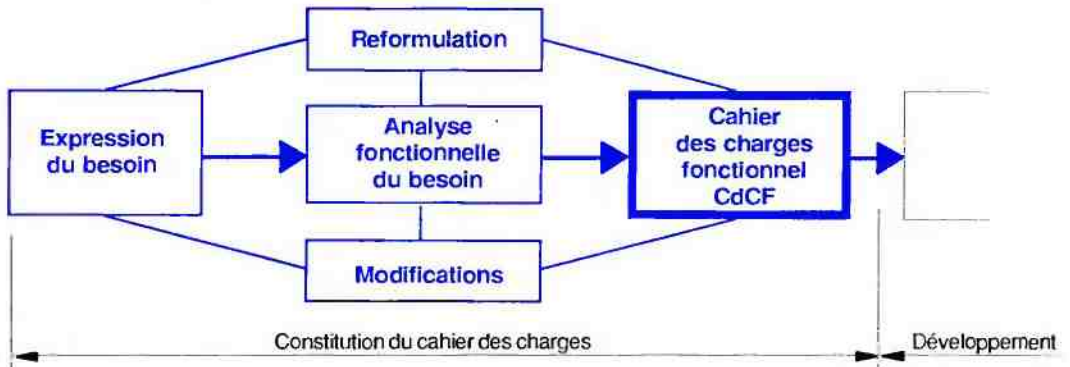 Reformulation
Expression
du besoin
Analyse
fonctionnelle
du besoin
Cahier
des charges
fonctionnel
CdCF
Modifications
Constitution du cahier des charges
Développement